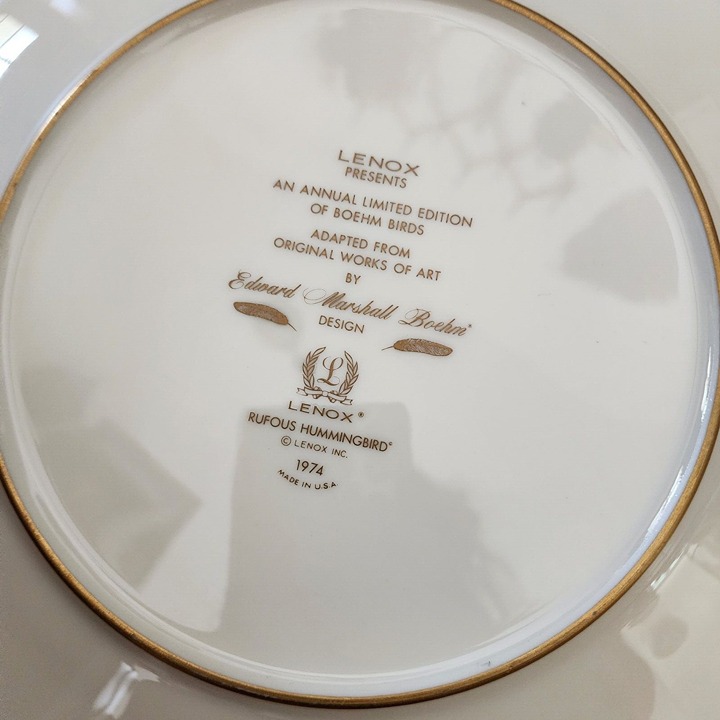 LENOX
PRESENTS
AN ANNUAL LIMITED EDITION
OF BOEHM BIRDS
ADAPTED FROM
ORIGINAL WORKS OF ART
BY
Edward Marshall Boehm®
DESIGN
L
LENOX®
RUFOUS HUMMINGBIRD©
© LENOX INC.
1974
MADE IN U.S.A